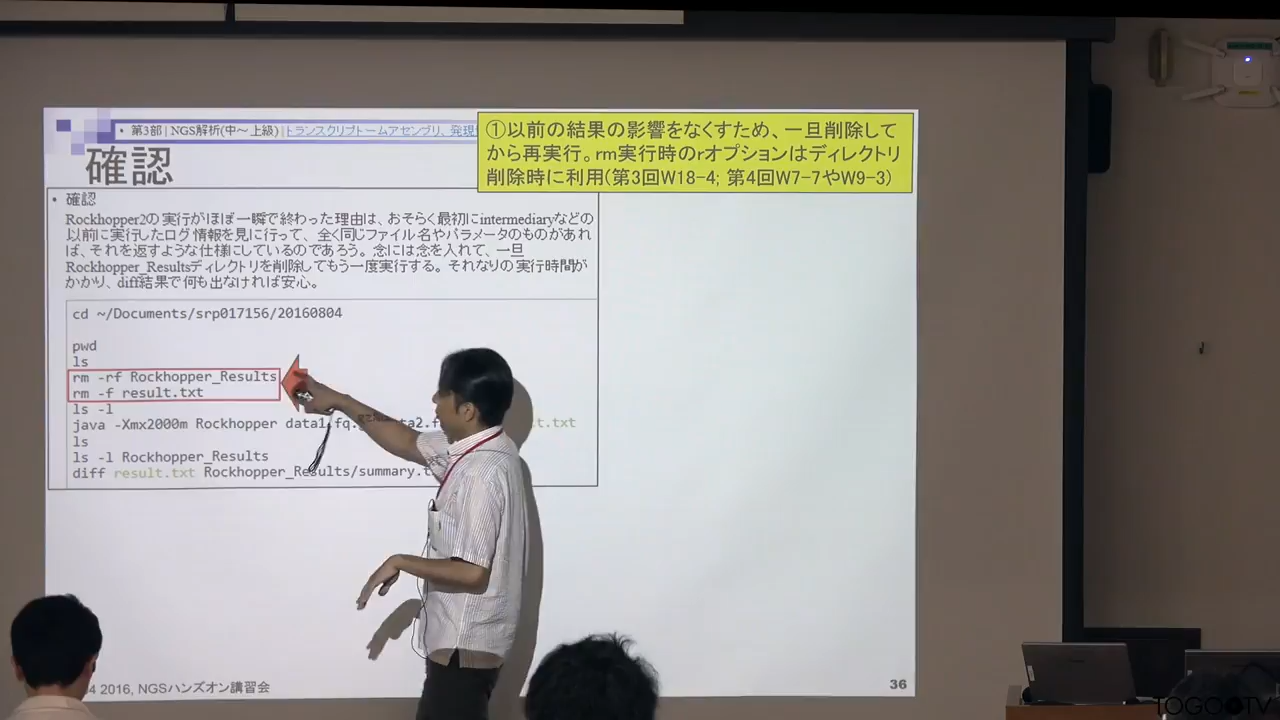 • 第3部 | NGS解析(中～上級) | トランスクリプトームアセンブリ、発現
確認
①以前の結果の影響をなくすため、一旦削除して
から再実行。rm実行時のrオプションはディレクトリ
削除時に利用(第3回W18-4; 第4回W7-7やW9-3)
• 確認
Rockhopper2の実行がほぼ一瞬で終わった理由は、おそらく最初にintermediaryなどの
以前に実行したログ情報を見に行って、全く同じファイル名やパラメータのものがあれ
ば、それを返すような仕様にしているのであろう。念には念を入れて、一旦
Rockhopper_Resultsディレクトリを削除してもう一度実行する。それなりの実行時間が
かかり、diff結果で何も出なければ安心。
cd ~/Documents/srp017156/20160804
pwd
ls
rm -rf Rockhopper_Results
rm -f result.txt
ls -l
java -Xmx2000m Rockhopper data1.fq.g ta2.f t.txt
ls
ls -l Rockhopper_Results
diff result.txt Rockhopper_Results/summary.t
04 2016, NGSハンズオン講習会
36
TOGOTV